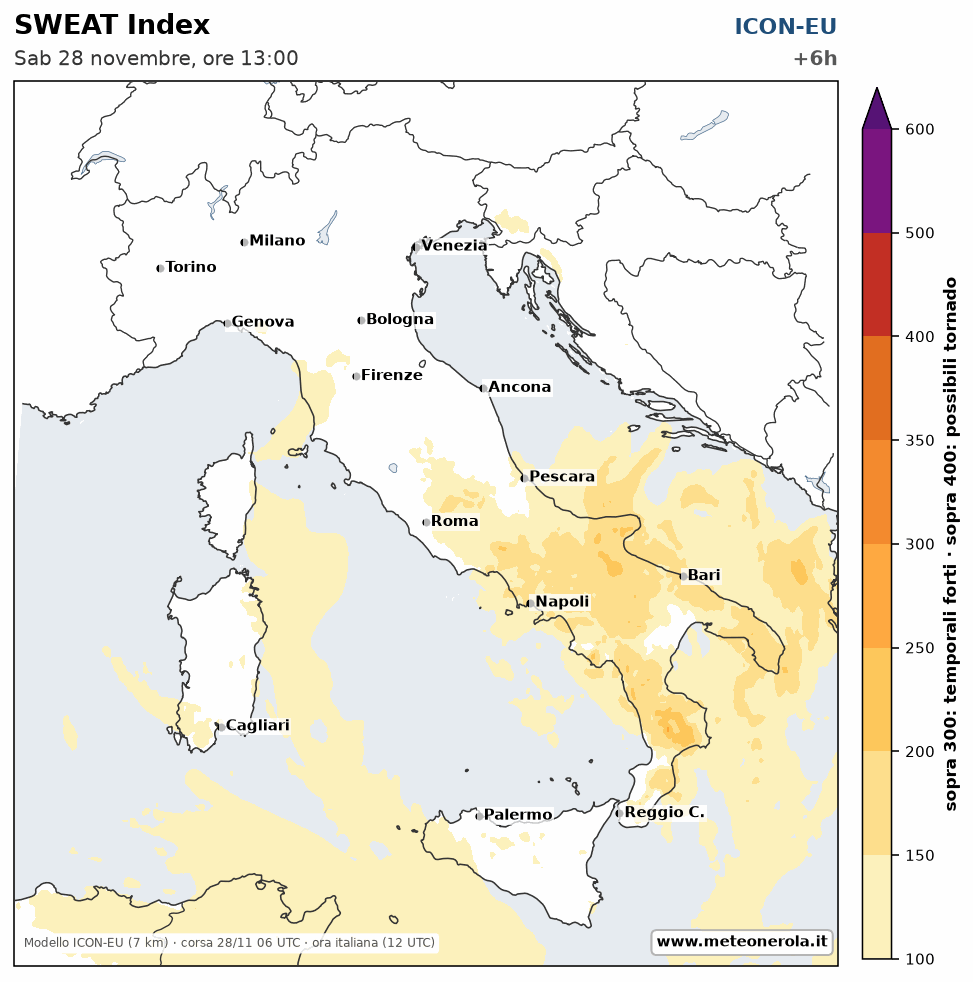 SWEAT Index
ICON-EU
Sab 28 novembre, ore 13:00
+6h
Milano
Venezia
Torino
Genova
Bologna
Firenze
Ancona
Pescara
Roma
Bari
Napoli
Cagliari
Palermo
Reggio C.
600
500
400
350
300
250
200
150
100
sopra 300: temporali forti · sopra 400: possibili tornado
Modello ICON-EU (7 km) · corsa 28/11 06 UTC · ora italiana (12 UTC)
www.meteonerola.it